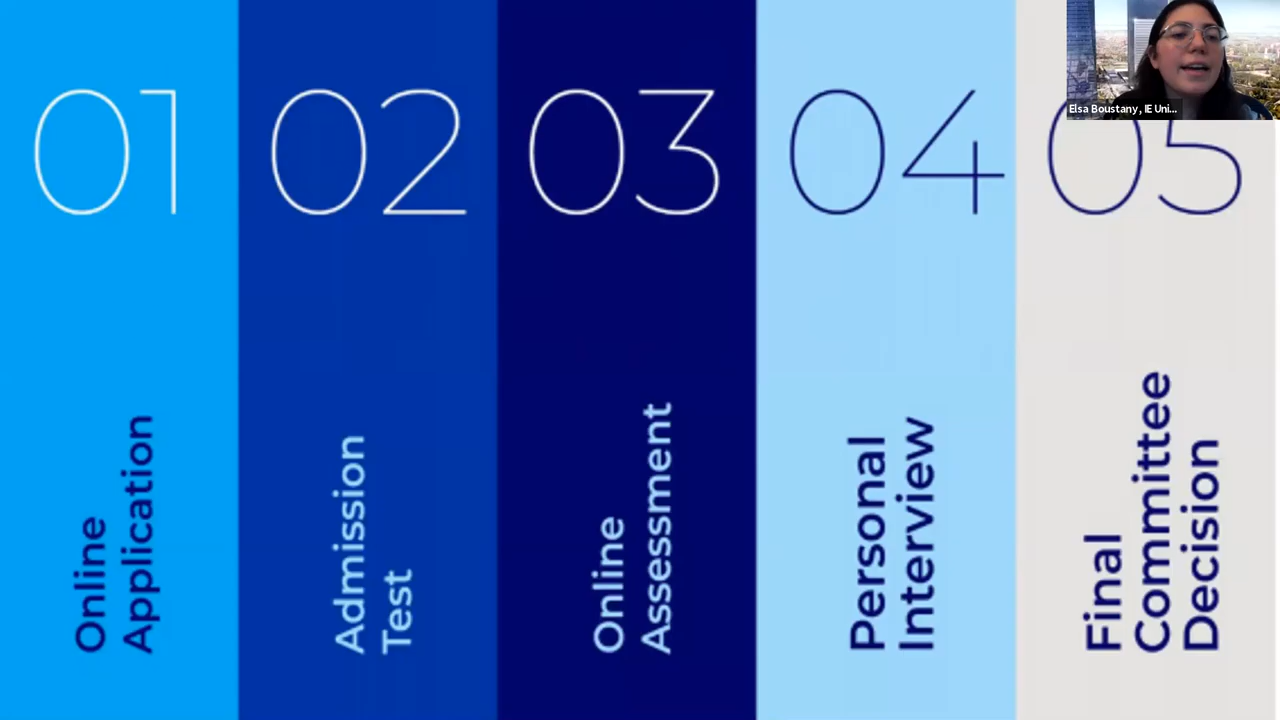 01
Online
Application
02
Admission
Test
03
Online
Assessment
04
Personal
Interview
05
Final
Committee
Decision
Elsa Boustany, IE Uni...